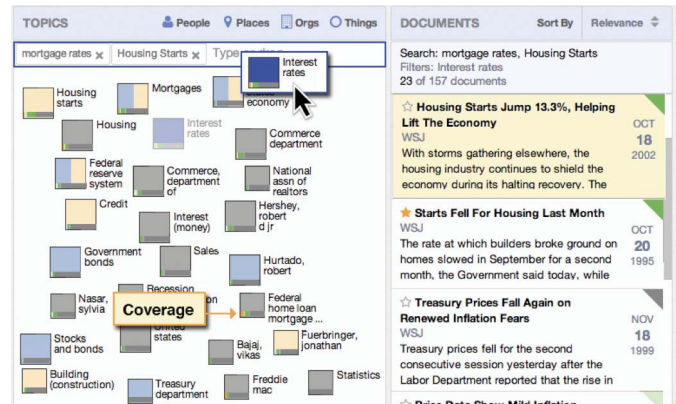 TOPICS
People
Places
Orgs
Things
mortgage rates x
Housing Starts x
Type
Interest
rates
Housing
starts
Mortgages
economy
Housing
Interest
rates
Commerce
department
Federal
reserve
system
Commerce,
department
of
National
assn of
realtors
Credit
Interest
(money)
Hershey,
robert
d jr
Government
bonds
Sales
Hurtado,
robert
Nasar,
sylvia
Recession
on
Coverage
Federal
home loan
mortgage ...
Stocks
and bonds
United
states
Bajaj,
vikas
Fuerbringer,
jonathan
Building
(construction)
Treasury
department
Freddie
mac
Statistics
DOCUMENTS
Sort By
Relevance
Search: mortgage rates, Housing Starts
Filters: Interest rates
23 of 157 documents
Housing Starts Jump 13.3%, Helping
Lift The Economy
WSJ
OCT
18
2002
With storms gathering elsewhere, the
housing industry continues to shield the
economy during its halting recovery. The
Starts Fell For Housing Last Month
WSJ
OCT
20
1995
The rate at which builders broke ground on
homes slowed in September for a second
month, the Government said today, while
Treasury Prices Fall Again on
Renewed Inflation Fears
WSJ
NOV
18
1999
Treasury prices fell for the second
consecutive session yesterday after the
Labor Department reported that the rise in